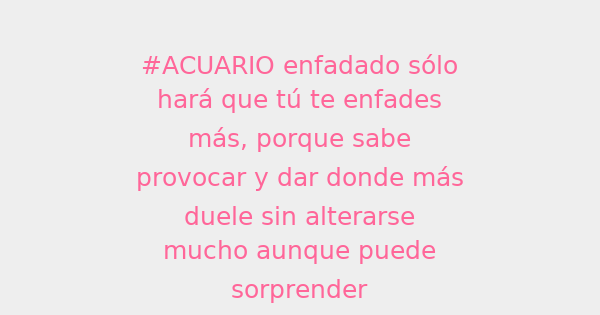 #ACUARIO enfadado sólo
hará que tú te enfades
más, porque sabe
provocar y dar donde más
duele sin alterarse
mucho aunque puede
sorprender